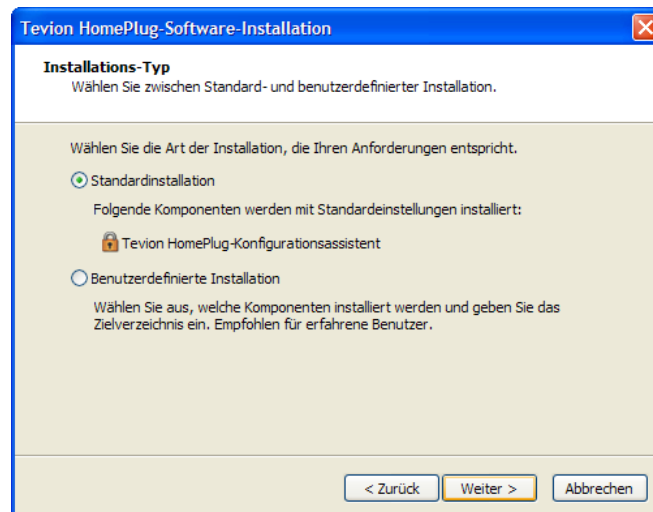 Tevion HomePlug-Software-Installation
Installations-Typ
Wählen Sie zwischen Standard- und benutzerdefinierter Installation.
Wählen Sie die Art der Installation, die Ihren Anforderungen entspricht.
Standardinstallation
Folgende Komponenten werden mit Standardeinstellungen installiert:
Tevion HomePlug-Konfigurationsassistent
Benutzerdefinierte Installation
Wählen Sie aus, welche Komponenten installiert werden und geben Sie das
Zielverzeichnis ein. Empfohlen für erfahrene Benutzer.
< Zurück Weiter > Abbrechen